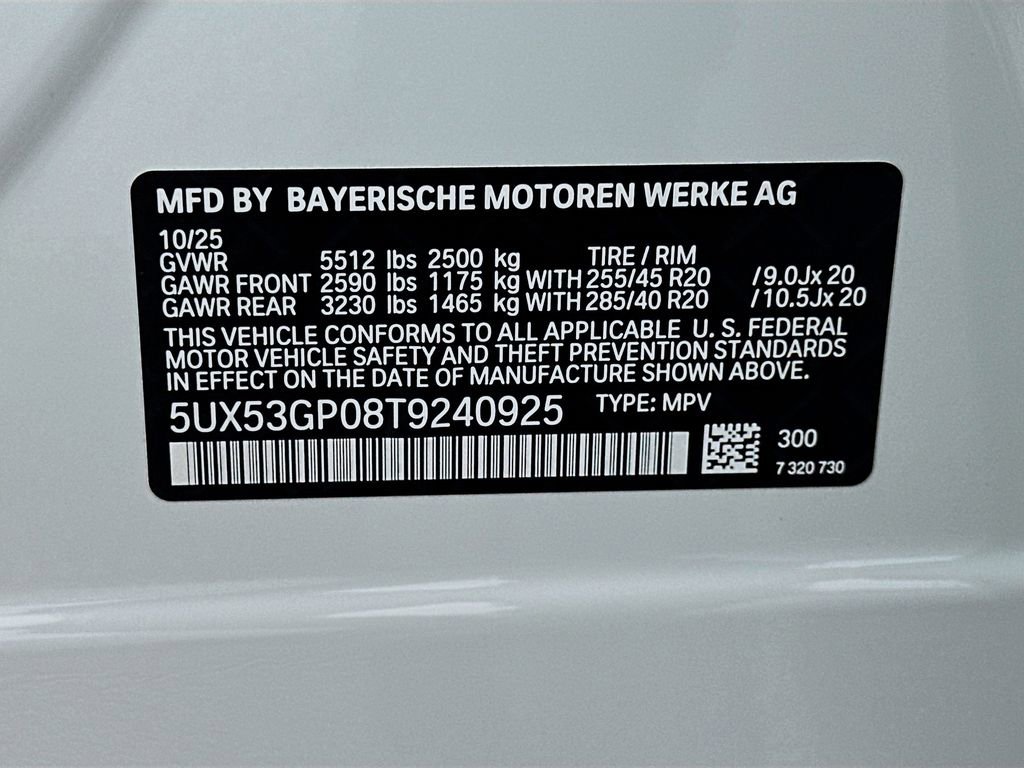 MFD BY BAYERISCHE MOTOREN WERKE AG
10/25
GVWR 5512 lbs 2500 kg TIRE / RIM
GAWR FRONT 2590 lbs 1175 kg WITH 255/45 R20 /9.0Jx 20
GAWR REAR 3230 lbs 1465 kg WITH 285/40 R20 /10.5Jx 20
THIS VEHICLE CONFORMS TO ALL APPLICABLE U. S. FEDERAL
MOTOR VEHICLE SAFETY AND THEFT PREVENTION STANDARDS
IN EFFECT ON THE DATE OF MANUFACTURE SHOWN ABOVE.
5UX53GP08T9240925 TYPE: MPV
300
7 320 730